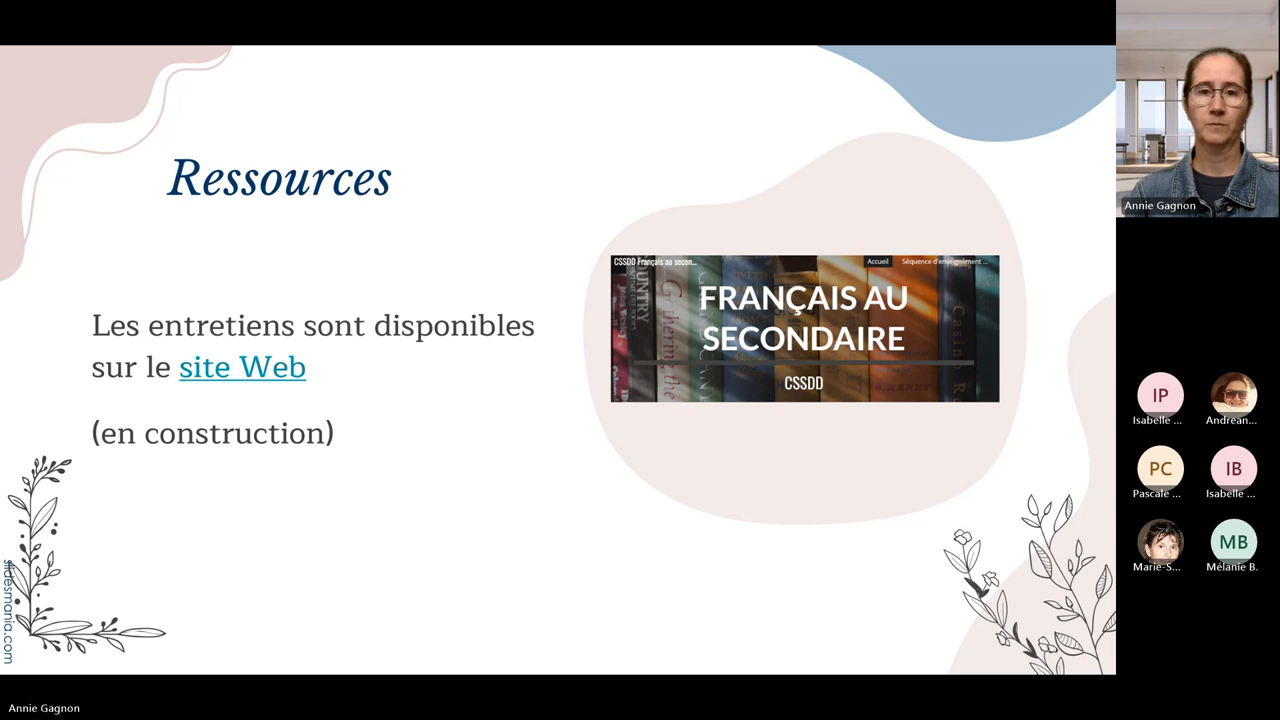 Ressources
Les entretiens sont disponibles
sur le site Web
(en construction)
CSSDD Français au secon...
Accueil
Séquence d'enseignement ...
FRANÇAIS AU
SECONDAIRE
CSSDD
slidesmania.com
Annie Gagnon
IP
Isabelle ...
Andrean...
PC
Pascale ...
IB
Isabelle ...
Marie-S...
MB
Mélanie B.
Annie Gagnon